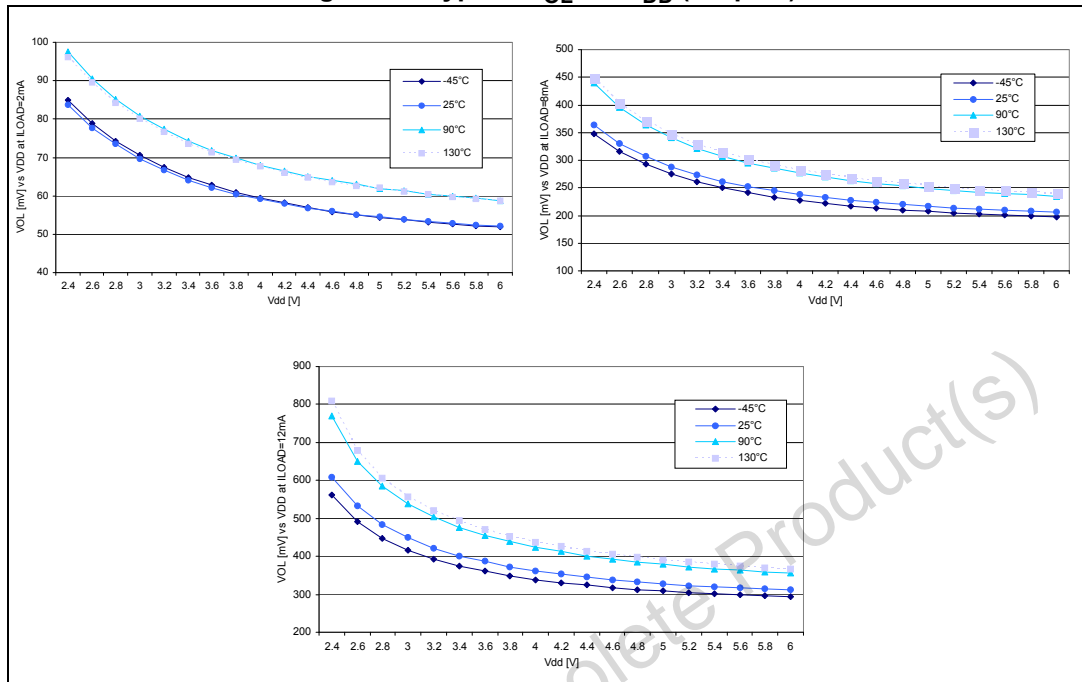 VOL [mV] vs VDD at ILOAD=2mA
100
90
80
70
60
50
40
2.4 2.6 2.8 3 3.2 3.4 3.6 3.8 4 4.2 4.4 4.6 4.8 5 5.2 5.4 5.6 5.8 6
Vdd [V]
-45°C
25°C
90°C
130°C
VOL [mV] vs VDD at ILOAD=6mA
500
450
400
350
300
250
200
150
100
2.4 2.6 2.8 3 3.2 3.4 3.6 3.8 4 4.2 4.4 4.6 4.8 5 5.2 5.4 5.6 5.8 6
Vdd [V]
-45°C
25°C
90°C
130°C
VOL [mV] vs VDD at ILOAD=12mA
900
800
700
600
500
400
300
200
2.4 2.6 2.8 3 3.2 3.4 3.6 3.8 4 4.2 4.4 4.6 4.8 5 5.2 5.4 5.6 5.8 6
Vdd [V]
-45°C
25°C
90°C
130°C
Product(s)